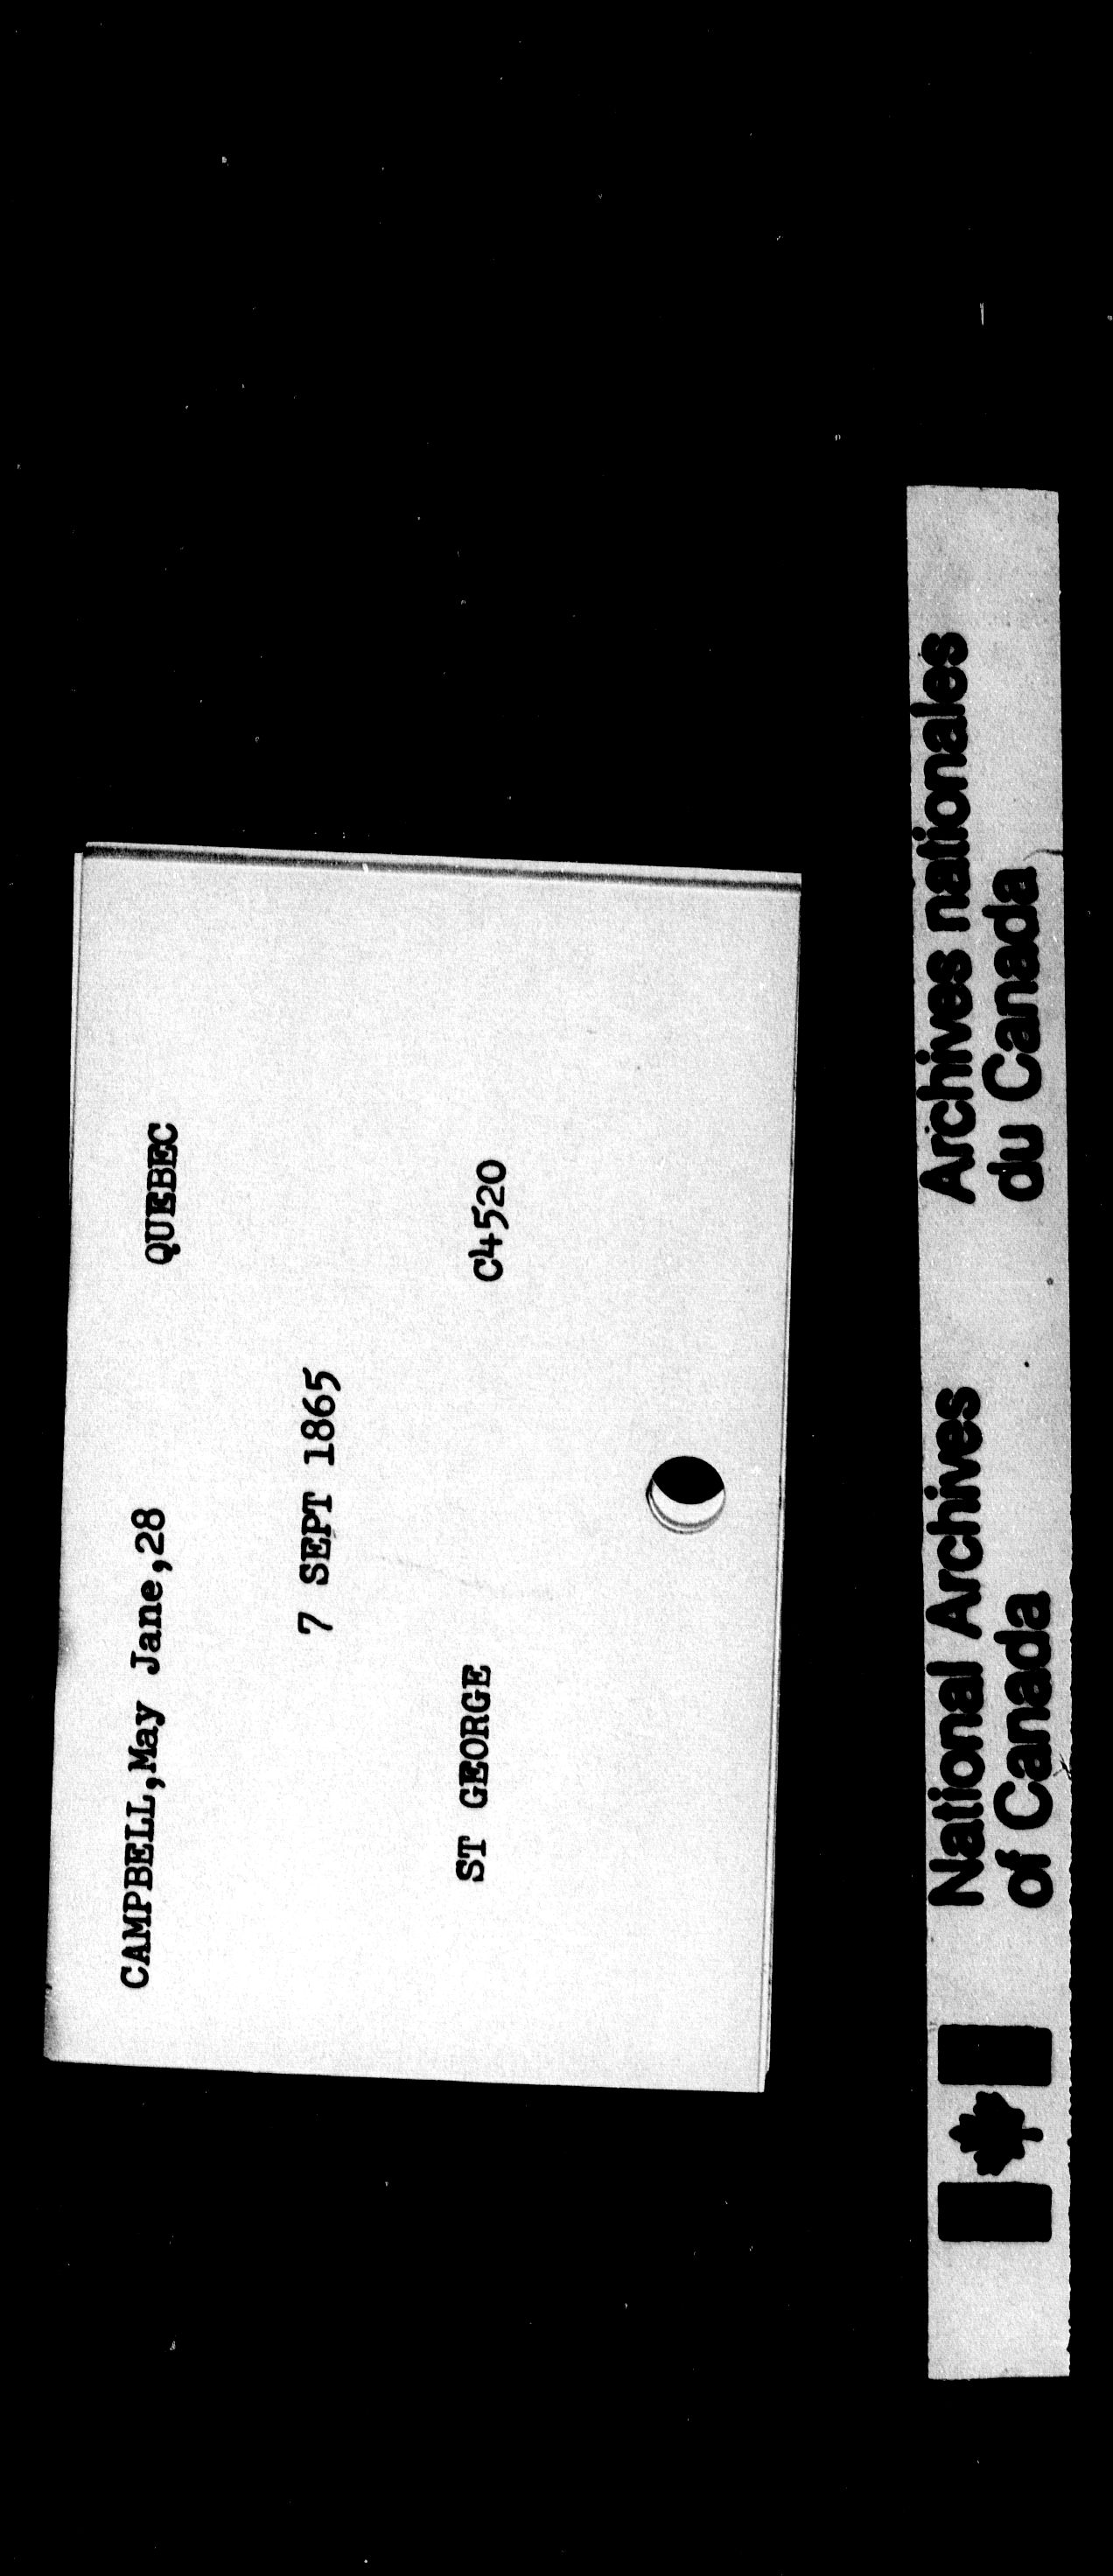 CAMPBELL,May Jane,28 QUEBEC
7 SEPT 1865
ST GEORGE C4520
National Archives
of Canada
Archives nationales
du Canada